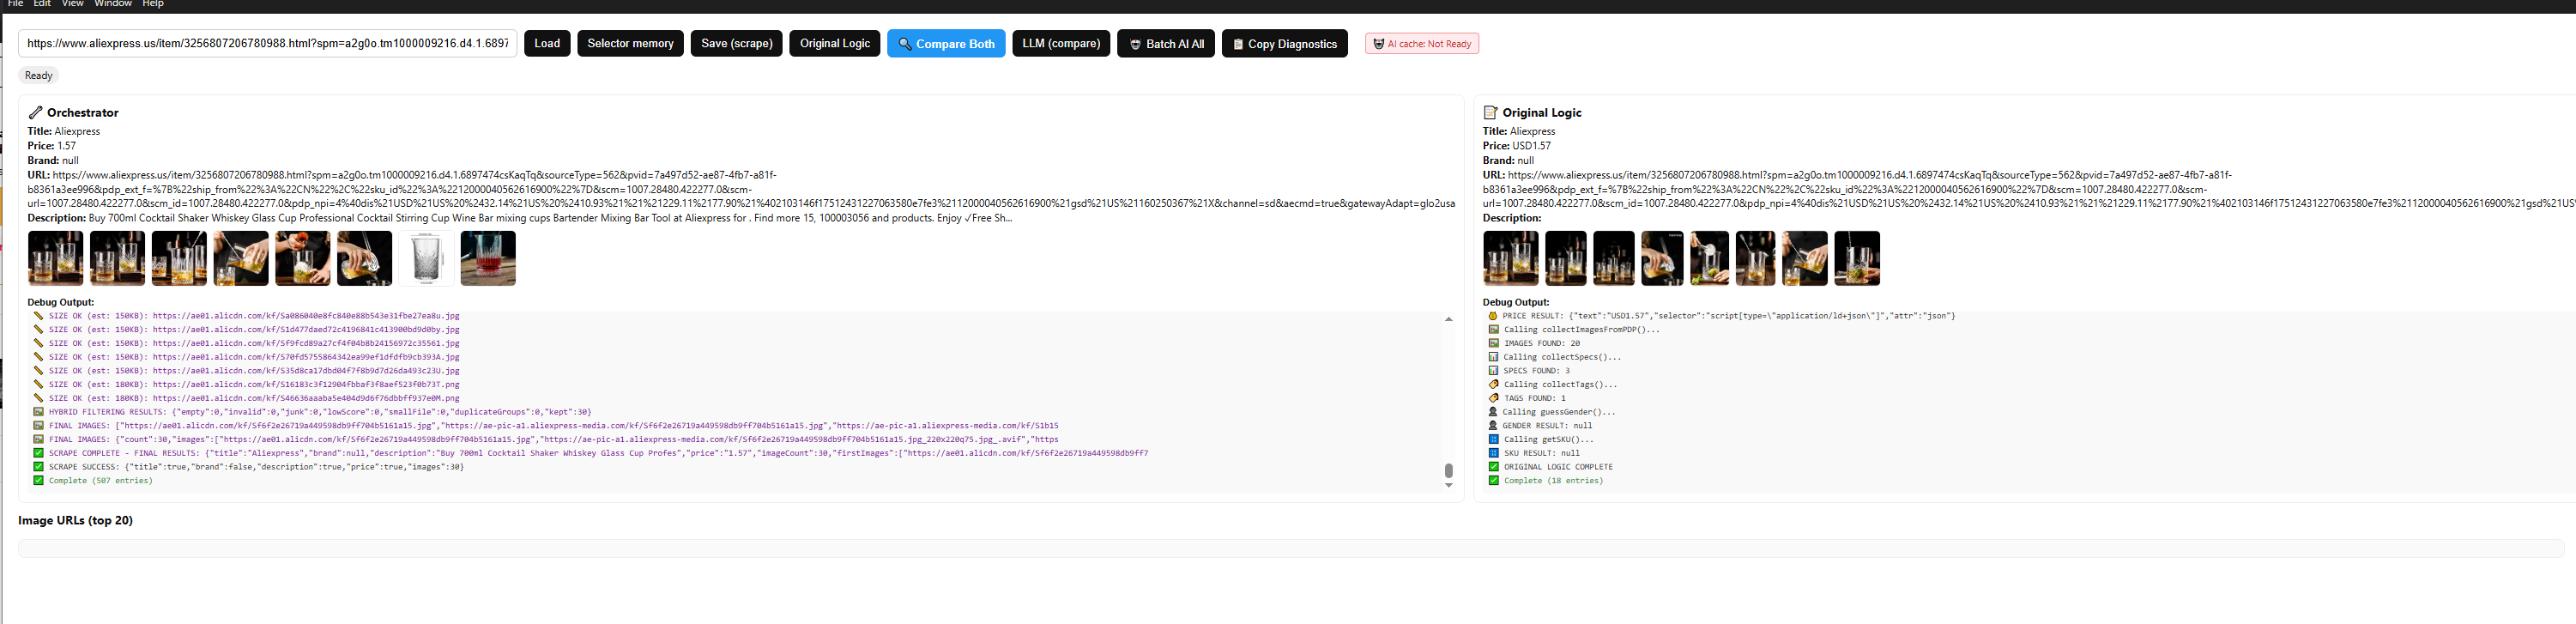 File Edit View Window Help
https://www.aliexpress.us/item/3256807206780988.html?spm=a2g0o.tm1000009216.d4.1.6897
Load
Selector memory
Save (scrape)
Original Logic
Compare Both
LLM (compare)
Batch AI All
Copy Diagnostics
AI cache: Not Ready
Ready
Orchestrator
Title: Aliexpress
Price: 1.57
Brand: null
URL: https://www.aliexpress.us/item/3256807206780988.html?spm=a2g0o.tm1000009216.d4.1.6897474csKaqTq&sourceType=562&pvid=7a497d52-ae87-4fb7-a81f-
b8361a3ee996&pdp_ext_f=%7B%22ship_from%22%3A%22CN%22%2C%22sku_id%22%3A%2212000040562616900%22%7D&scm=1007.28480.422277.0&scm-
url=1007.28480.422277.0&scm_id=1007.28480.422277.0&pdp_npi=4%40dis%21USD%21US%20%2432.14%21US%20%2410.93%21%21%21229.11%2177.90%21%402103146f17512431227063580e7fe3%2112000040562616900%21gsd%21US%21160250367%21X&channel=sd&aecmd=true&gatewayAdapt=glo2usa
Description: Buy 700ml Cocktail Shaker Whiskey Glass Cup Professional Cocktail Stirring Cup Wine Bar mixing cups Bartender Mixing Bar Tool at Aliexpress for . Find more 15, 100003056 and products. Enjoy ✓Free Sh...
Debug Output:
SIZE OK (est: 150KB): https://ae01.alicdn.com/kf/Sa086040e8fc840e88b543e31fbe27ea8u.jpg
SIZE OK (est: 150KB): https://ae01.alicdn.com/kf/S1d477daed72c4196841c413900bd9d0by.jpg
SIZE OK (est: 150KB): https://ae01.alicdn.com/kf/Sf9fcd89a27cf4f04b8b24156972c35561.jpg
SIZE OK (est: 150KB): https://ae01.alicdn.com/kf/S70fd5755864342ea99ef1dfdfb9cb393A.jpg
SIZE OK (est: 150KB): https://ae01.alicdn.com/kf/S35d8ca17dbd04f7f8b9d7d26da493c23U.jpg
SIZE OK (est: 180KB): https://ae01.alicdn.com/kf/S16183c3f12904fbbaf3f8aef523f0b73T.png
SIZE OK (est: 180KB): https://ae01.alicdn.com/kf/S46636aaaba5e404d9d6f76dbbff937e0M.png
HYBRID FILTERING RESULTS: {"empty":0,"invalid":0,"junk":0,"lowScore":0,"smallFile":0,"duplicateGroups":0,"kept":30}
FINAL IMAGES: ["https://ae01.alicdn.com/kf/Sf6f2e26719a449598db9ff704b5161a15.jpg","https://ae-pic-a1.aliexpress-media.com/kf/Sf6f2e26719a449598db9ff704b5161a15.jpg","https://ae-pic-a1.aliexpress-media.com/kf/S1b15
FINAL IMAGES: {"count":30,"images":["https://ae01.alicdn.com/kf/Sf6f2e26719a449598db9ff704b5161a15.jpg","https://ae-pic-a1.aliexpress-media.com/kf/Sf6f2e26719a449598db9ff704b5161a15.jpg_220x220q75.jpg_.avif","https
SCRAPE COMPLETE - FINAL RESULTS: {"title":"Aliexpress","brand":null,"description":"Buy 700ml Cocktail Shaker Whiskey Glass Cup Profes","price":"1.57","imageCount":30,"firstImages":["https://ae01.alicdn.com/kf/Sf6f2e26719a449598db9ff7
SCRAPE SUCCESS: {"title":true,"brand":false,"description":true,"price":true,"images":30}
Complete (507 entries)
Original Logic
Title: Aliexpress
Price: USD1.57
Brand: null
URL: https://www.aliexpress.us/item/3256807206780988.html?spm=a2g0o.tm1000009216.d4.1.6897474csKaqTq&sourceType=562&pvid=7a497d52-ae87-4fb7-a81f-
b8361a3ee996&pdp_ext_f=%7B%22ship_from%22%3A%22CN%22%2C%22sku_id%22%3A%2212000040562616900%22%7D&scm=1007.28480.422277.0&scm-
url=1007.28480.422277.0&scm_id=1007.28480.422277.0&pdp_npi=4%40dis%21USD%21US%20%2432.14%21US%20%2410.93%21%21%21229.11%2177.90%21%402103146f17512431227063580e7fe3%2112000040562616900%21gsd%21US%
Description:
Debug Output:
PRICE RESULT: {"text":"USD1.57","selector":"script[type=\"application/ld+json\"]","attr":"json"}
Calling collectImagesFromPDP()...
IMAGES FOUND: 20
Calling collectSpecs()...
SPECS FOUND: 3
Calling collectTags()...
TAGS FOUND: 1
Calling guessGender()...
GENDER RESULT: null
Calling getSKU()...
SKU RESULT: null
ORIGINAL LOGIC COMPLETE
Complete (18 entries)
Image URLs (top 20)